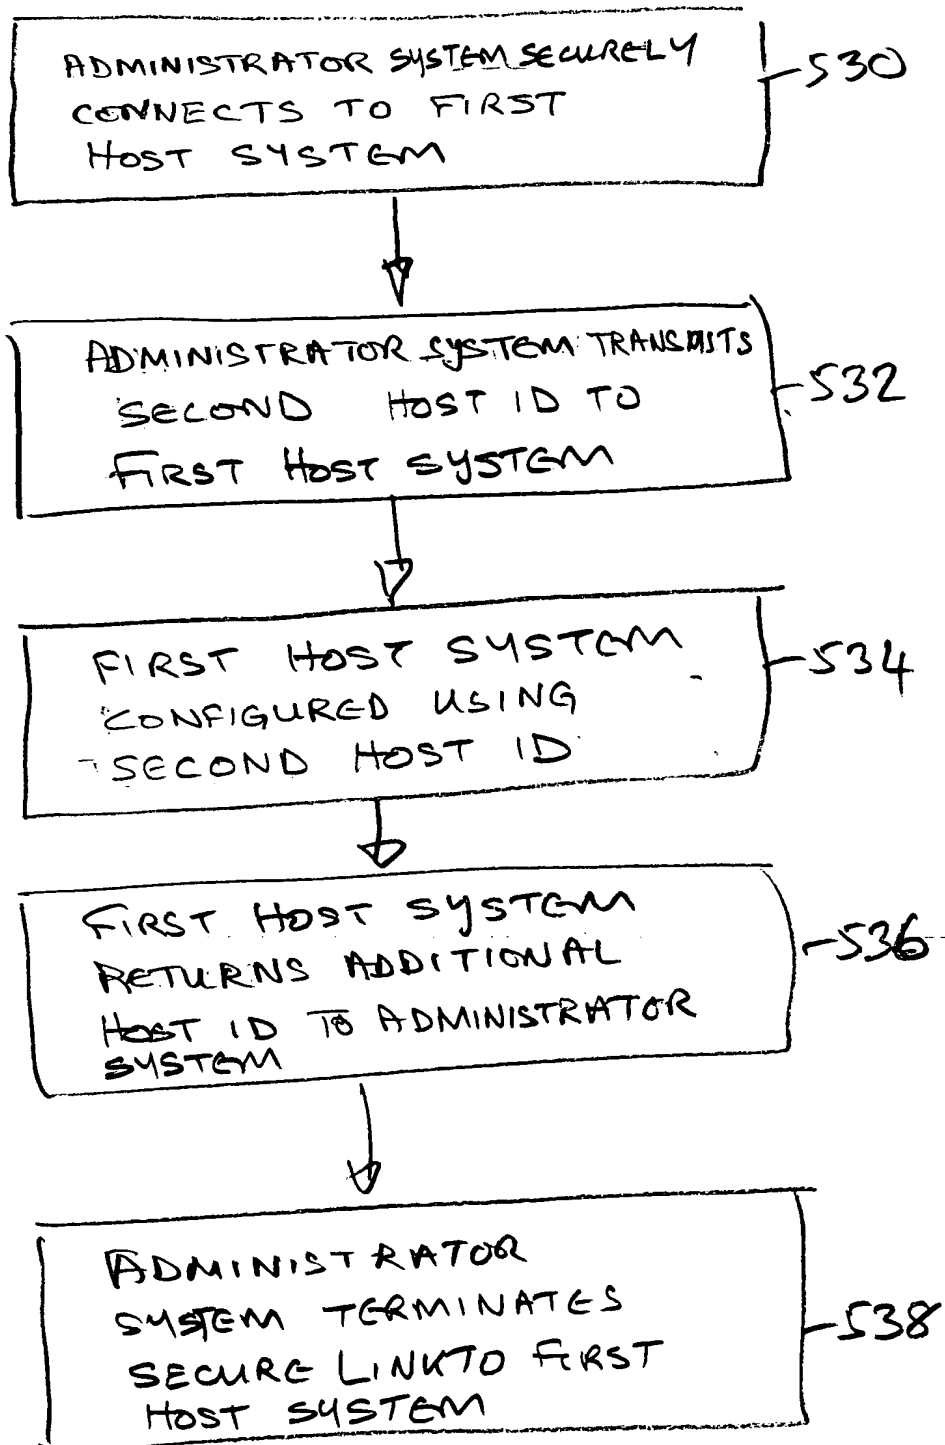 ADMINISTRATOR SYSTEM SECURELY
CONNECTS TO FIRST
HOST SYSTEM
530
ADMINISTRATOR SYSTEM TRANSMITS
SECOND HOST ID TO
FIRST HOST SYSTEM
532
FIRST HOST SYSTEM
CONFIGURED USING
SECOND HOST ID
534
FIRST HOST SYSTEM
RETURNS ADDITIONAL
HOST ID TO ADMINISTRATOR
SYSTEM
536
ADMINISTRATOR
SYSTEM TERMINATES
SECURE LINK TO FIRST
HOST SYSTEM
538